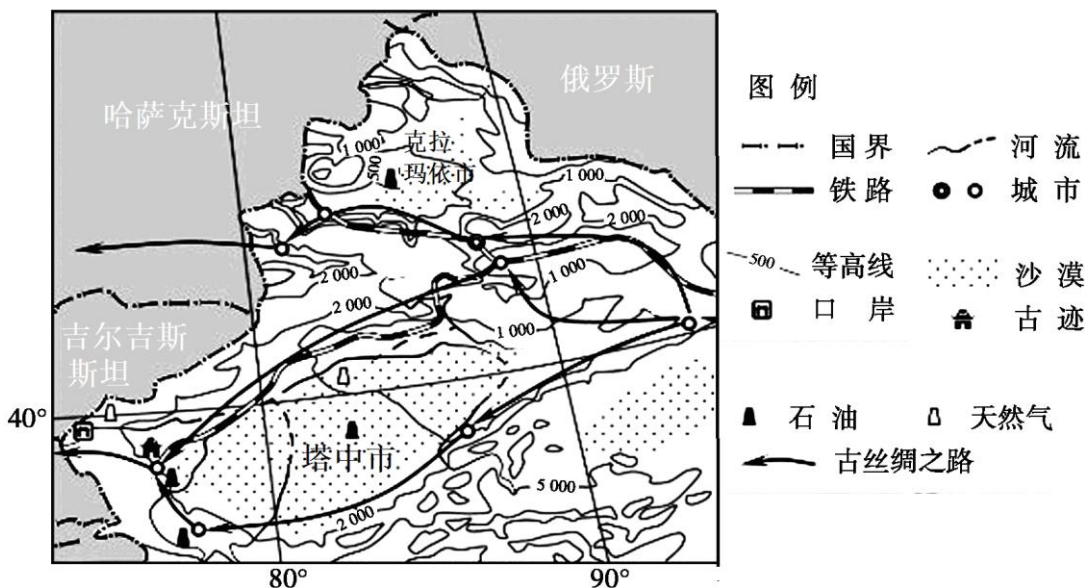 俄罗斯
哈萨克斯坦
克拉
玛依市
1 000
500
1 000
2 000
2 000
2 000
2 000
1 000
1 000
吉尔吉斯
斯坦
40°
塔中市
5 000
2 000
80°
90°
图 例
国 界
河 流
铁 路
城 市
500
等高线
沙 漠
口 岸
古 迹
石 油
天然气
古丝绸之路